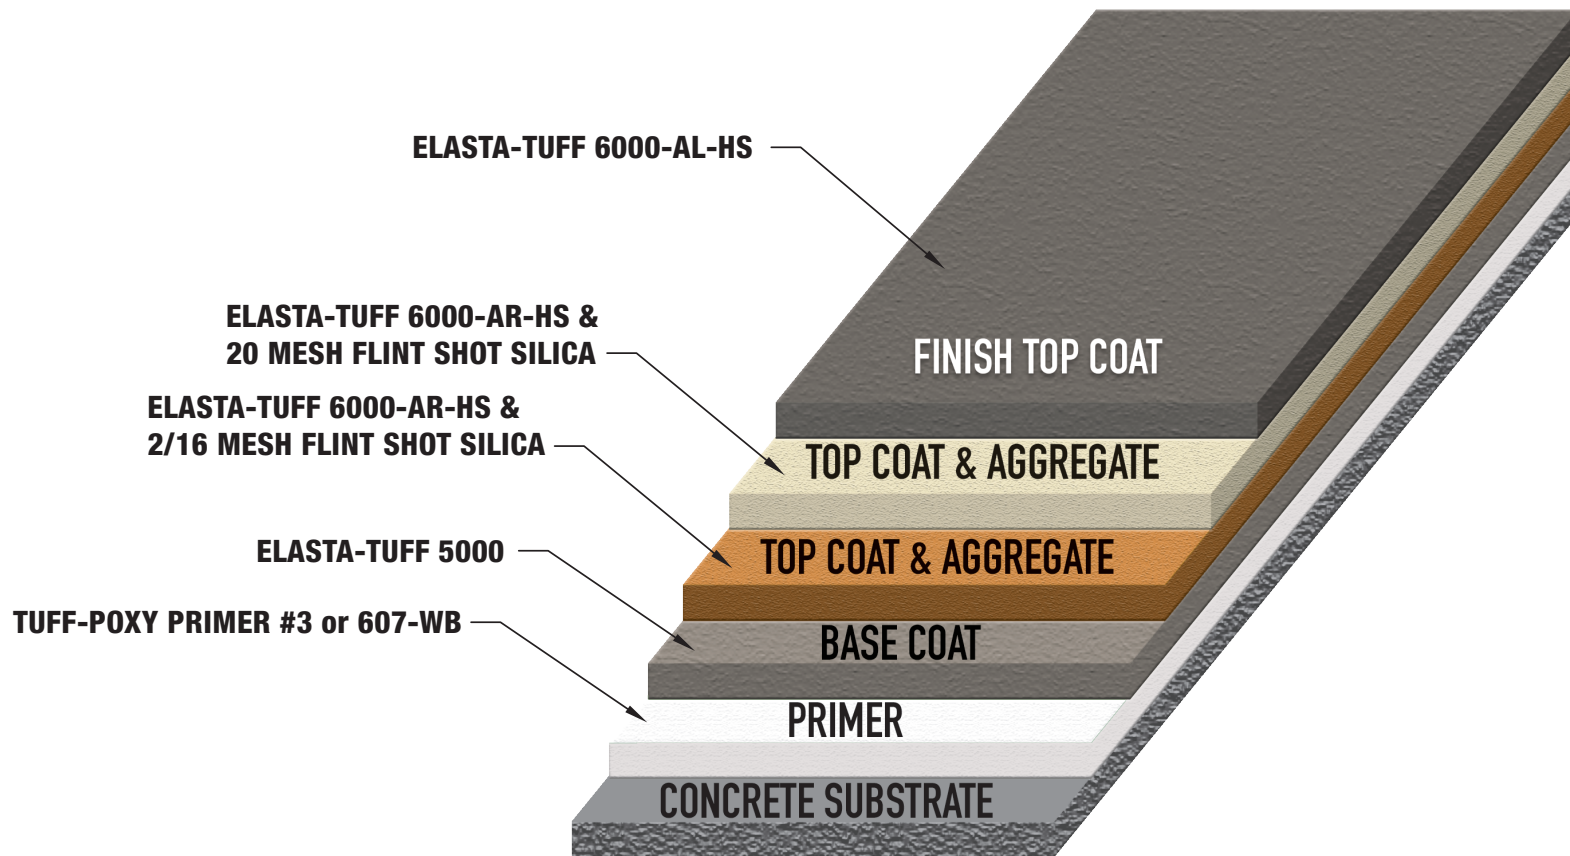 ELASTA-TUFF 6000-AL-HS
ELASTA-TUFF 6000-AR-HS &
20 MESH FLINT SHOT SILICA
FINISH TOP COAT
ELASTA-TUFF 6000-AR-HS &
2/16 MESH FLINT SHOT SILICA
TOP COAT & AGGREGATE
ELASTA-TUFF 5000
TOP COAT & AGGREGATE
TUFF-POXY PRIMER #3 or 607-WB
BASE COAT
PRIMER
CONCRETE SUBSTRATE